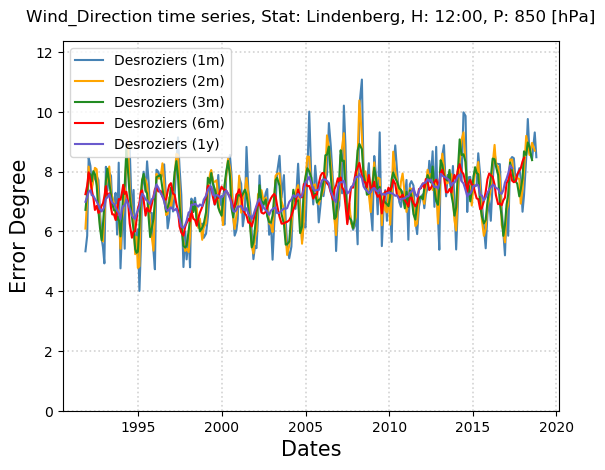 Wind_Direction time series, Stat: Lindenberg, H: 12:00, P: 850 [hPa]
12
10
8
6
4
2
0
Error Degree
Desroziers (1m)
Desroziers (2m)
Desroziers (3m)
Desroziers (6m)
Desroziers (1y)
1995
2000
2005
2010
2015
2020
Dates